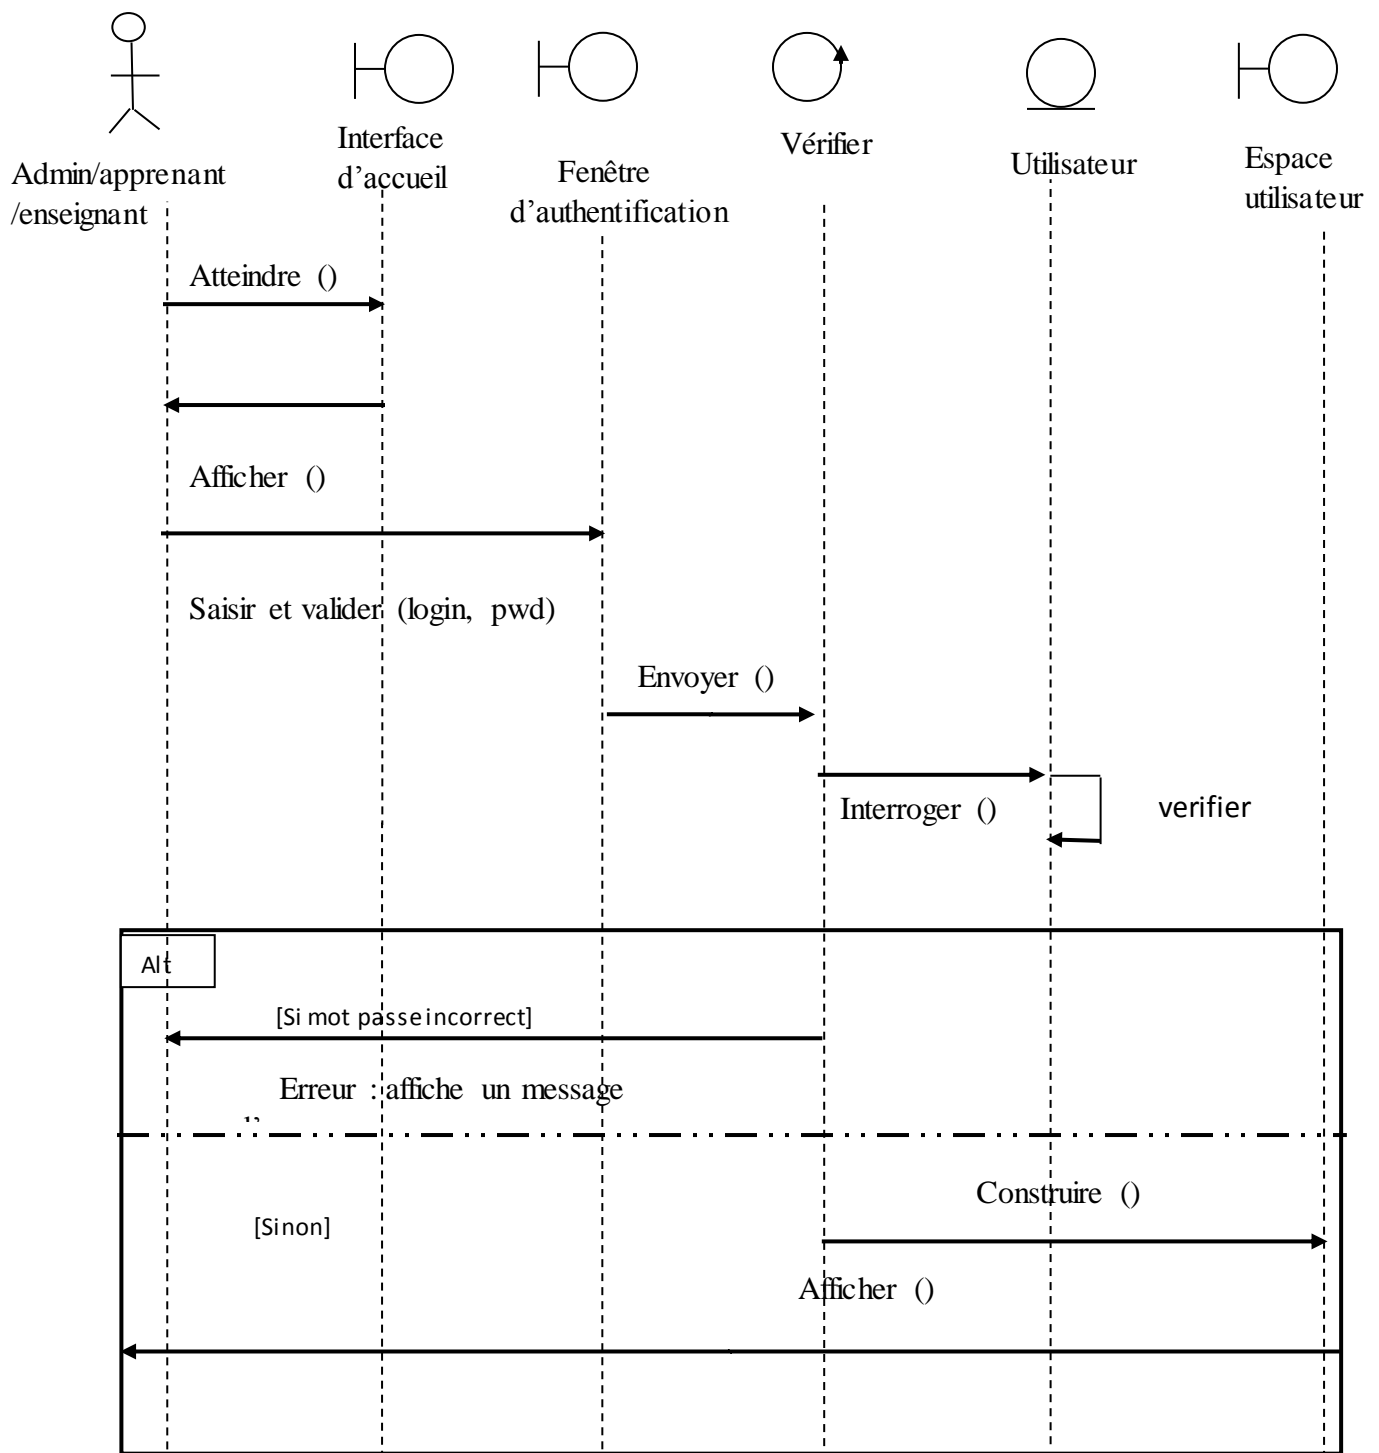 Admin/apprenant
/enseignant
Interface
d’accueil
Fenêtre
d’authentification
Vérifier
Utilisateur
Espace
utilisateur
Atteindre ()
Afficher ()
Saisir et valider (login, pwd)
Envoyer ()
Interroger ()
verifier
Alt
[Si mot passe incorrect]
Erreur : affiche un message
Construire ()
[Sinon]
Afficher ()